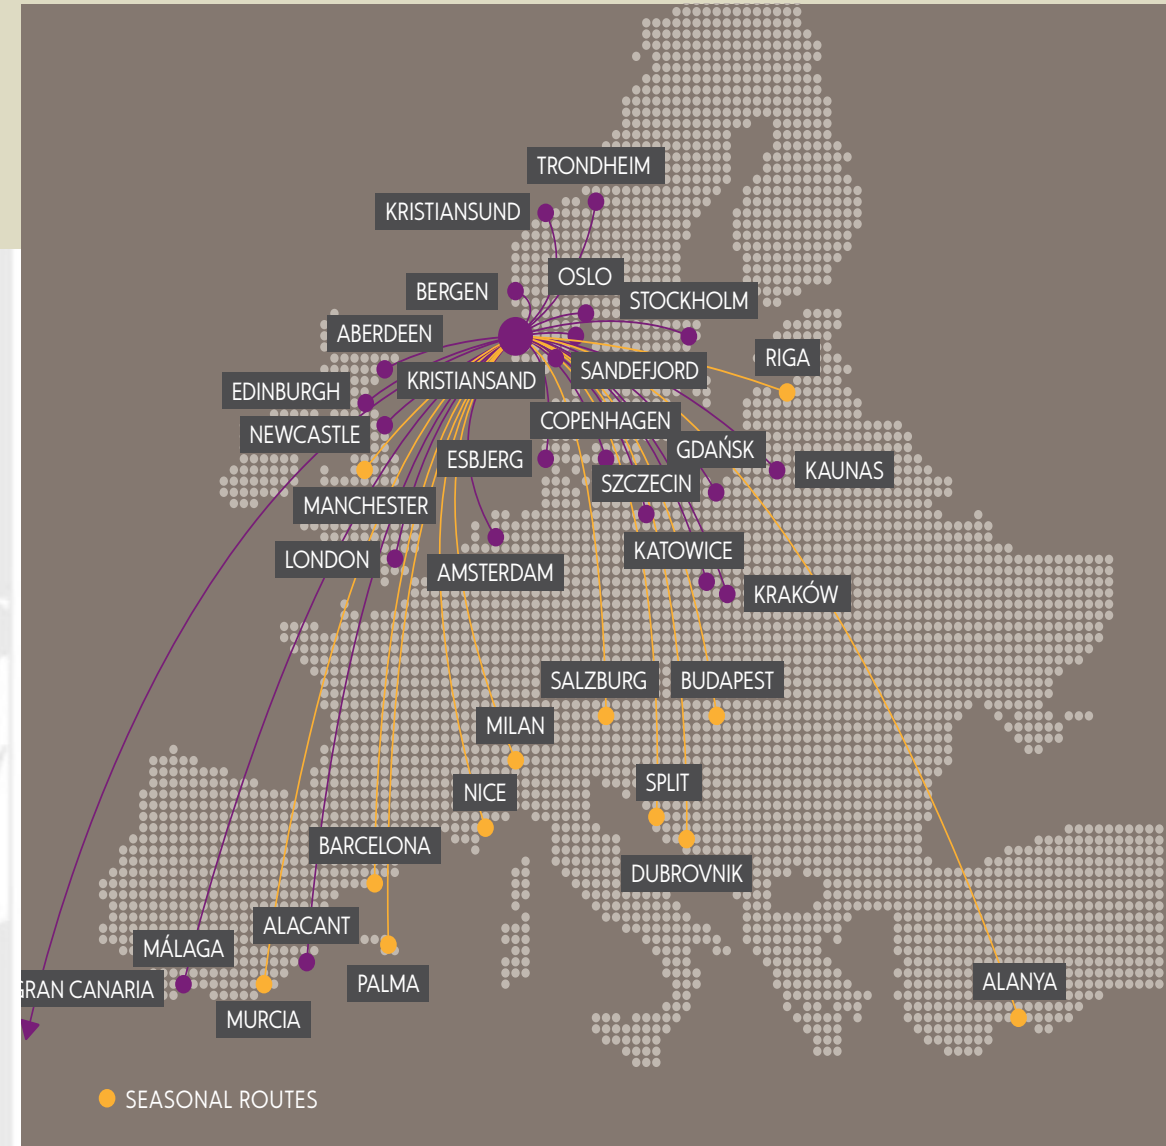 TRONDHEIM
KRISTIANSUND
OSLO
BERGEN
STOCKHOLM
ABERDEEN
RIGA
SANDEFJORD
KRISTIANSAND
EDINBURGH
COPENHAGEN
NEWCASTLE
GDAŃSK
ESBJERG
KAUNAS
SZCZECIN
MANCHESTER
KATOWICE
LONDON
AMSTERDAM
KRAKÓW
SALZBURG
BUDAPEST
MILAN
SPLIT
NICE
BARCELONA
DUBROVNIK
ALACANT
MÁLAGA
ALANYA
PALMA
GRAN CANARIA
MURCIA
SEASONAL ROUTES